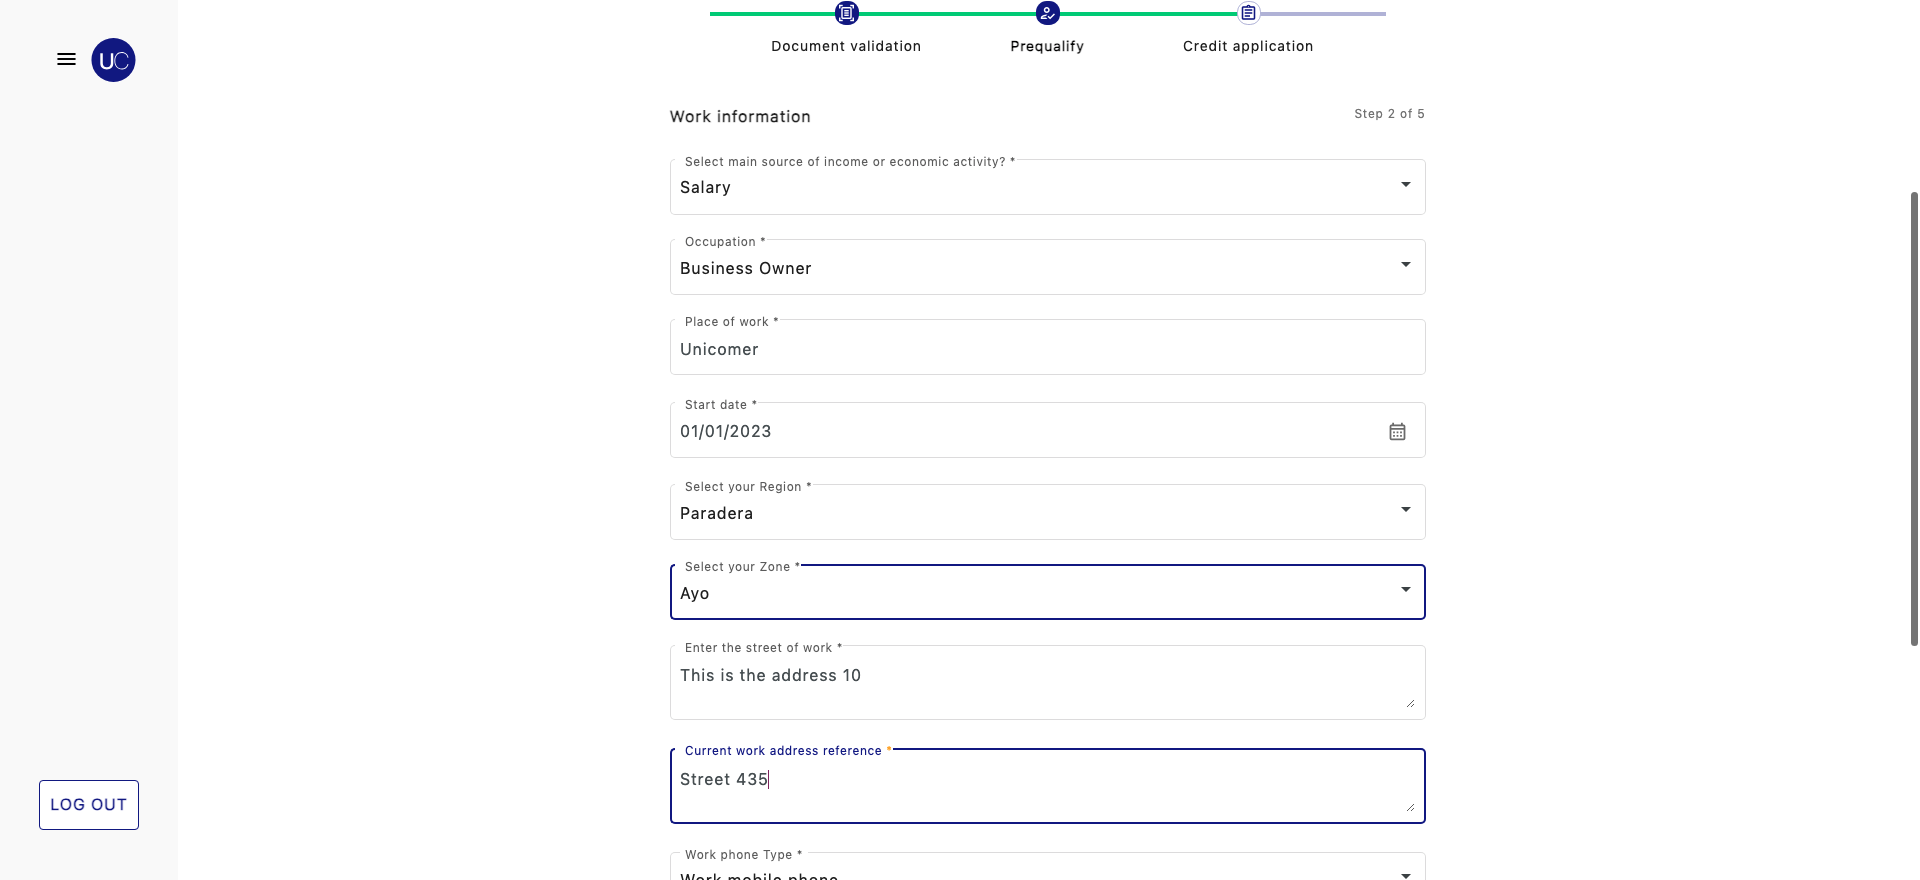 Document validation
Prequalify
Credit application
UC
Work information
Step 2 of 5
Select main source of income or economic activity? *
Salary
Occupation *
Business Owner
Place of work *
Unicomer
Start date *
01/01/2023
Select your Region *
Paradera
Select your Zone *
Ayo
Enter the street of work *
This is the address 10
Current work address reference *
Street 435
LOG OUT
Work phone Type *
Work mobile phone